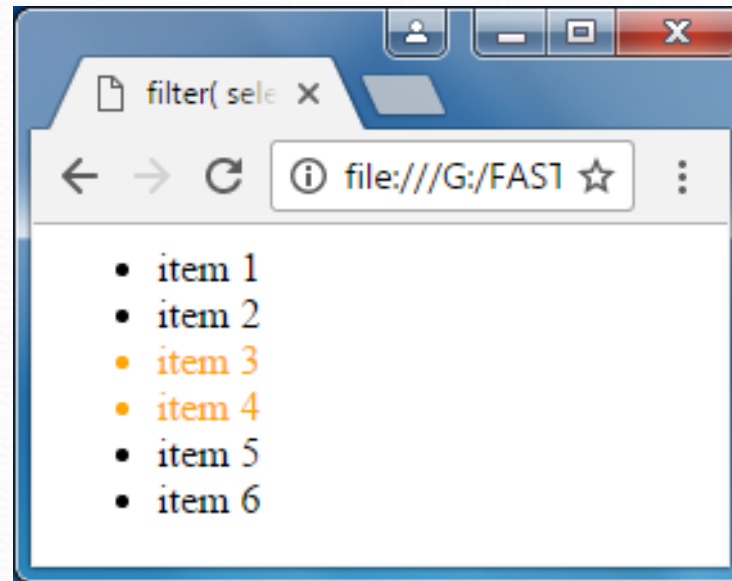 filter( sele
file:///G:/FAST
item 1
item 2
item 3
item 4
item 5
item 6